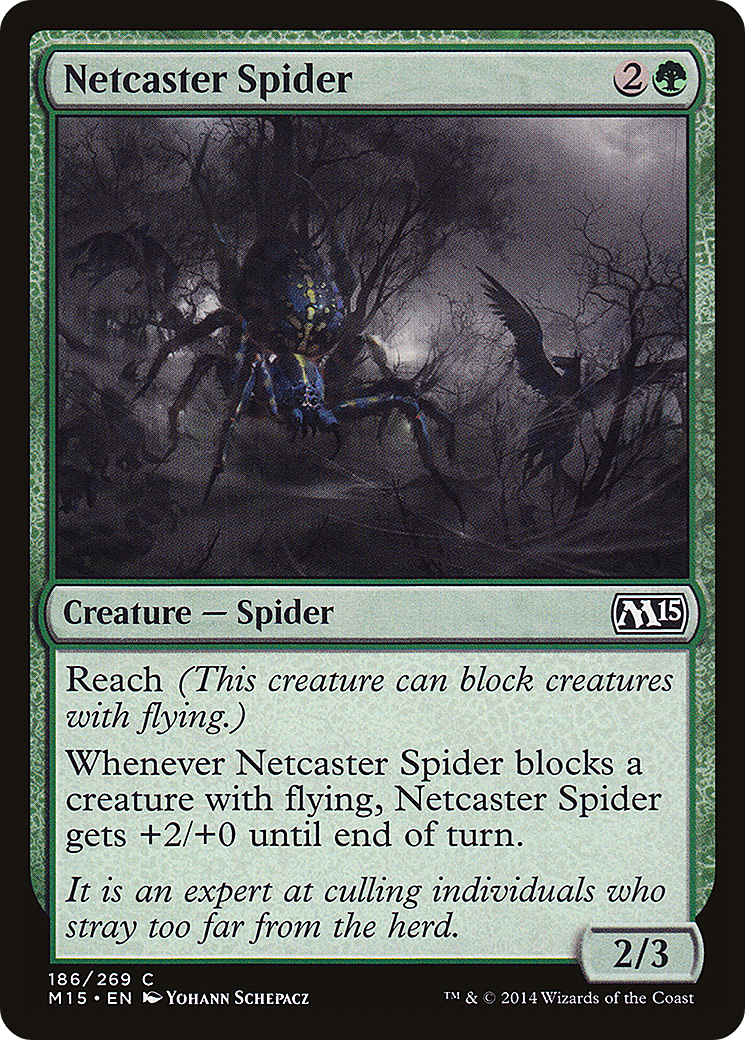 Netcaster Spider 2
Creature — Spider M15
Reach (This creature can block creatures
with flying.)
Whenever Netcaster Spider blocks a
creature with flying, Netcaster Spider
gets +2/+0 until end of turn.
It is an expert at culling individuals who
stray too far from the herd.
2/3
186/269 C
M15 • EN Yohann Schepacz ™ & © 2014 Wizards of the Coast